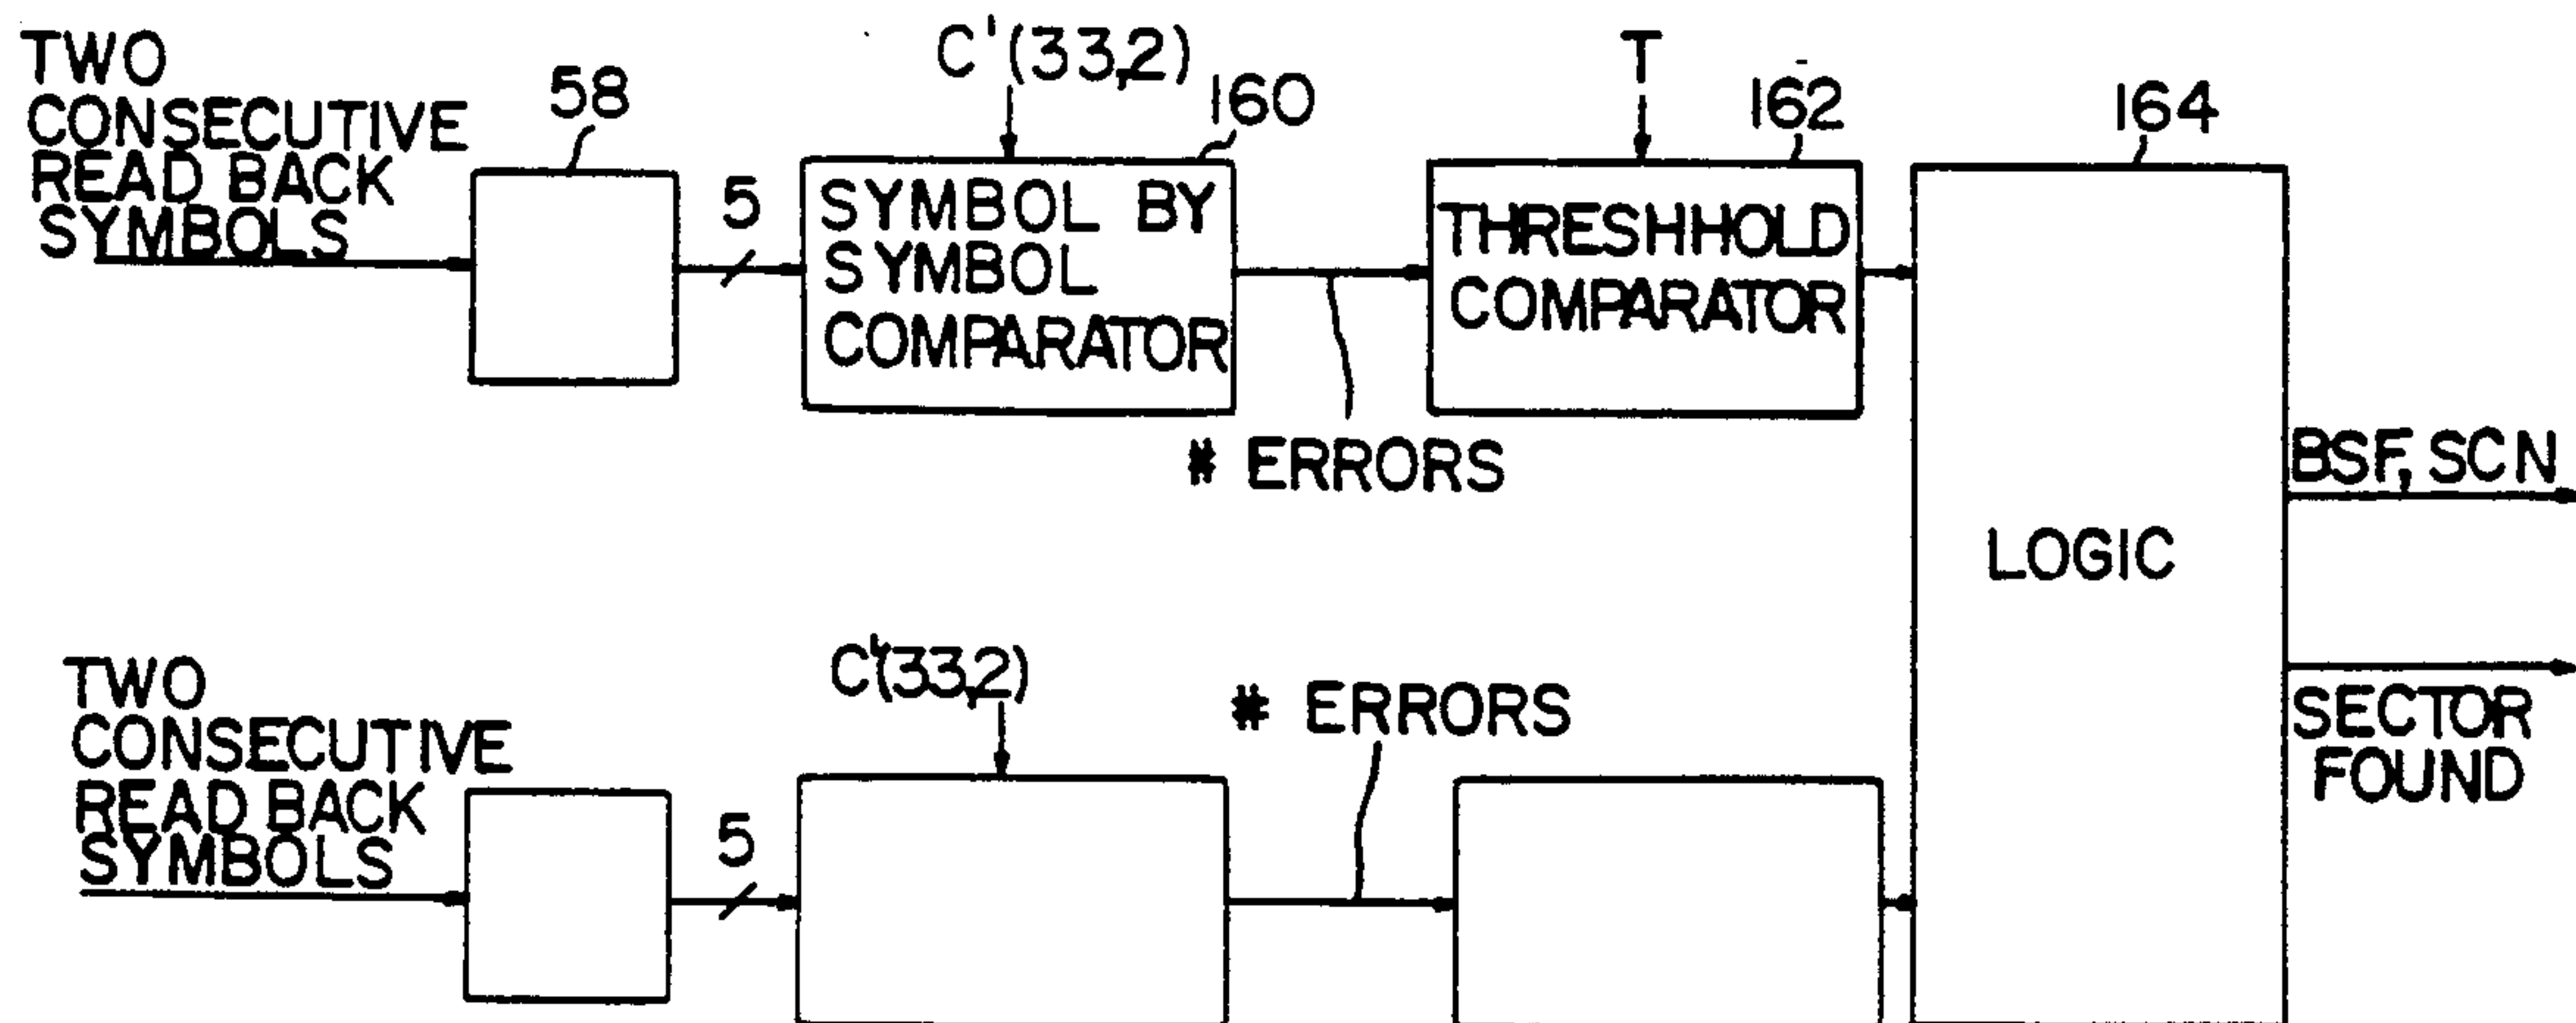 TWO
CONSECUTIVE
READ BACK
SYMBOLS
58
5
C'(33,2)
160
SYMBOL BY
SYMBOL
COMPARATOR
# ERRORS
T
162
THRESHHOLD
COMPARATOR
164
LOGIC
BSF, SCN
SECTOR
FOUND
TWO
CONSECUTIVE
READ BACK
SYMBOLS
5
C'(33,2)
# ERRORS